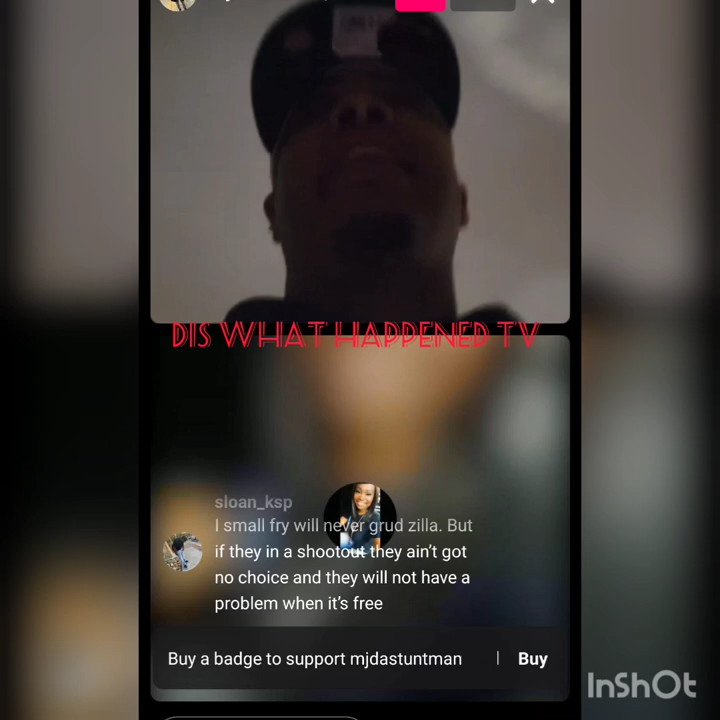 DIS WHAT HAPPENED TV
sloan_ksp
I small fry will never grud zilla. But
if they in a shootout they ain't got
no choice and they will not have a
problem when it's free
Buy a badge to support mjdastuntman | Buy
InShOt